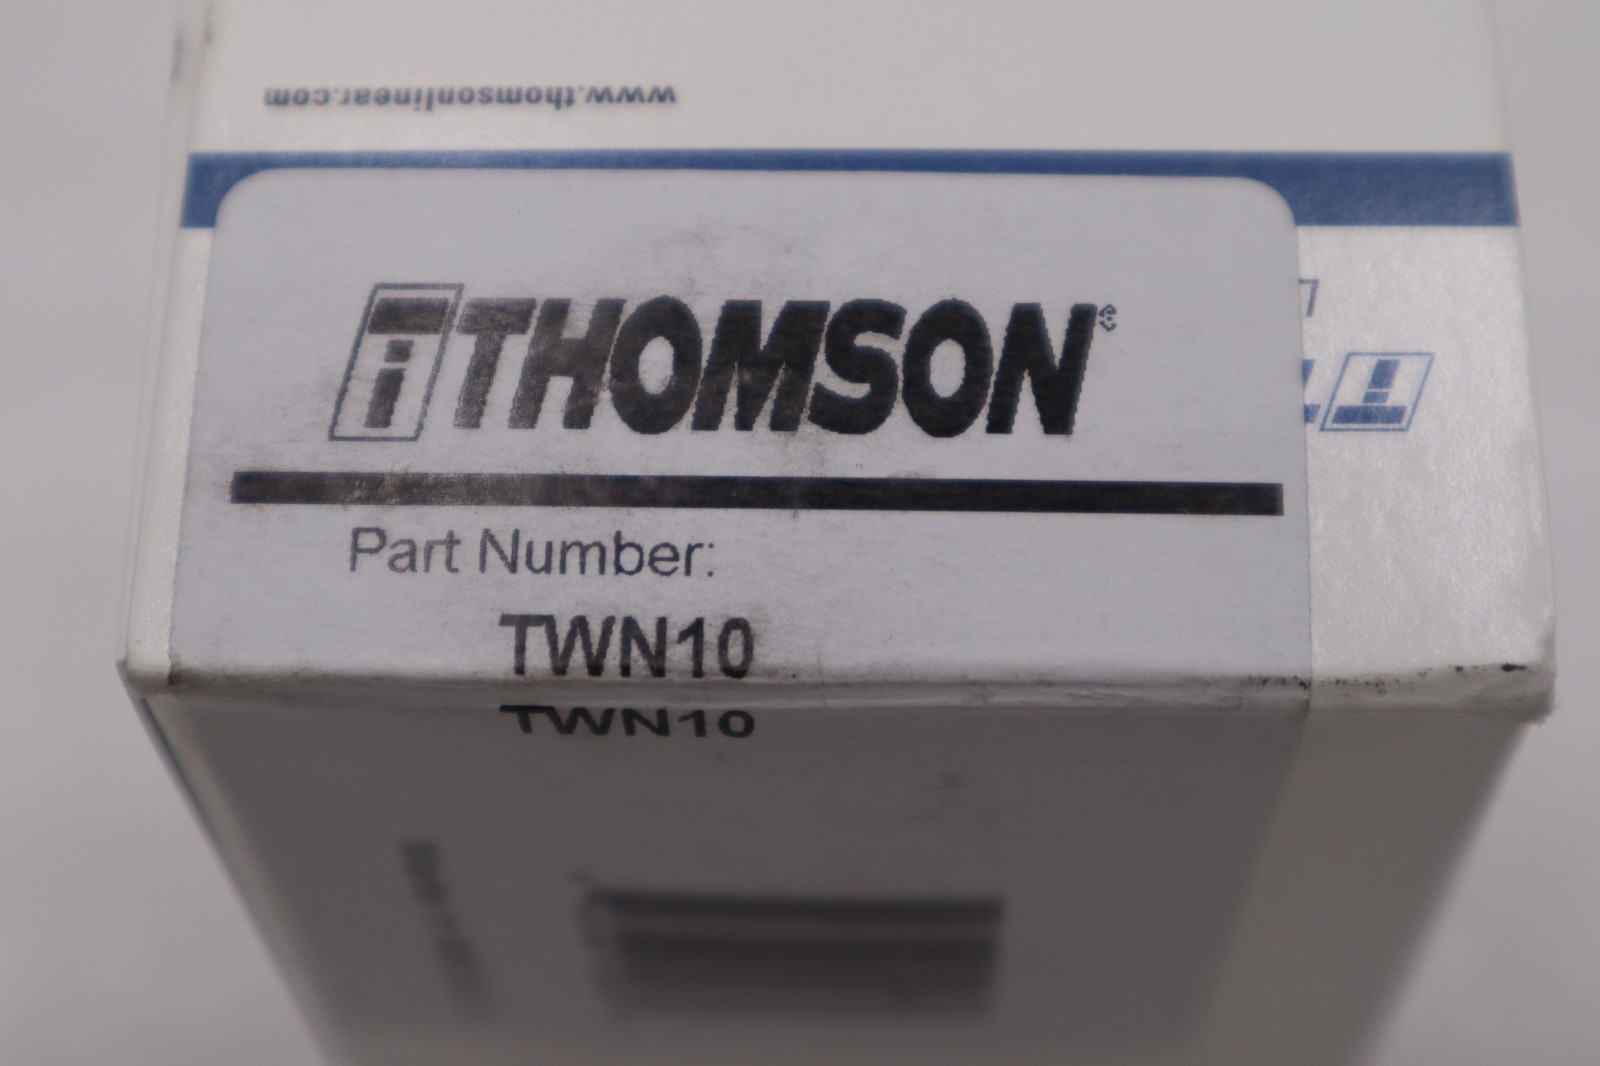 www.thomsonlinear.com
THOMSON®
Part Number:
TWN10
TWN10